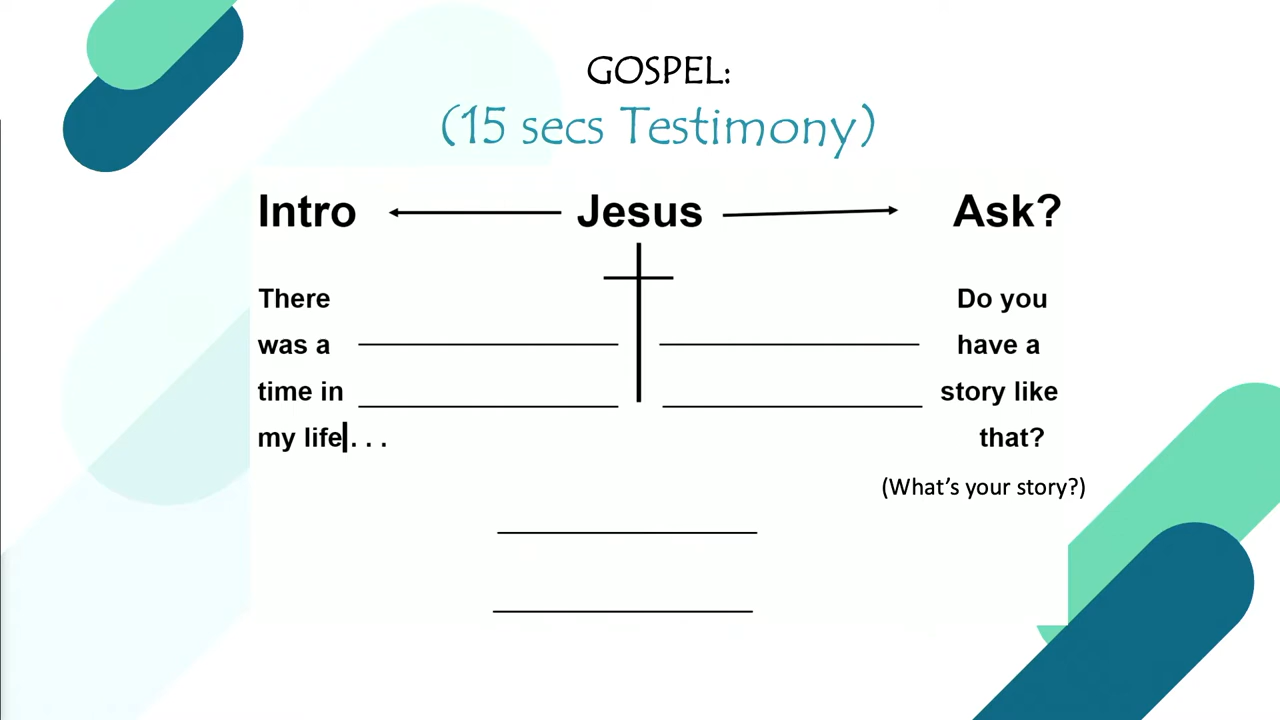 GOSPEL:
(15 secs Testimony)
Intro Jesus Ask?
There
was a
time in
my life. . .
Do you
have a
story like
that?
(What's your story?)